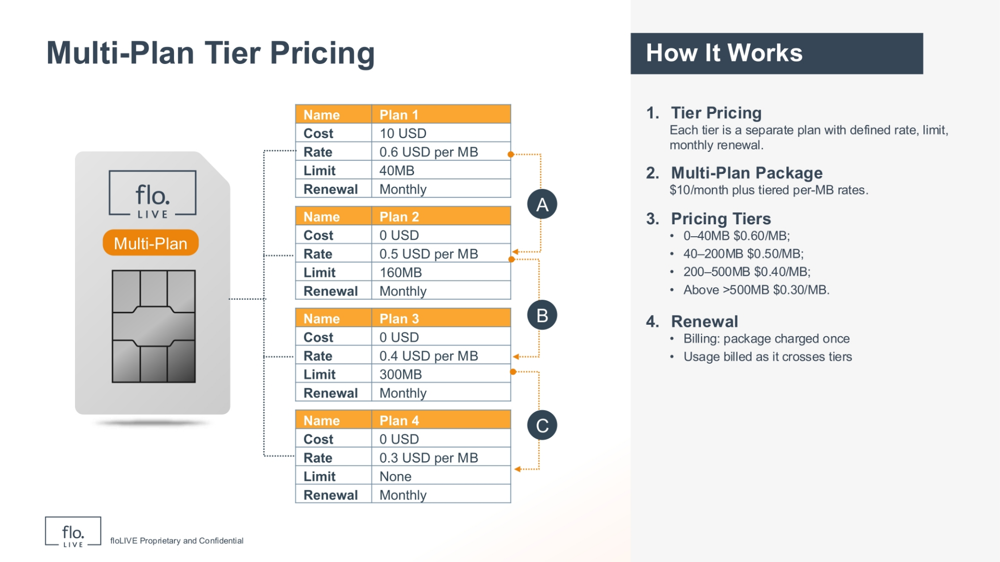 Multi-Plan Tier Pricing
flo.
LIVE
Multi-Plan
Name Plan 1
Cost 10 USD
Rate 0.6 USD per MB
Limit 40MB
Renewal Monthly
A
Name Plan 2
Cost 0 USD
Rate 0.5 USD per MB
Limit 160MB
Renewal Monthly
B
Name Plan 3
Cost 0 USD
Rate 0.4 USD per MB
Limit 300MB
Renewal Monthly
C
Name Plan 4
Cost 0 USD
Rate 0.3 USD per MB
Limit None
Renewal Monthly
How It Works
1. Tier Pricing
Each tier is a separate plan with defined rate, limit,
monthly renewal.
2. Multi-Plan Package
$10/month plus tiered per-MB rates.
3. Pricing Tiers
• 0–40MB $0.60/MB;
• 40–200MB $0.50/MB;
• 200–500MB $0.40/MB;
• Above >500MB $0.30/MB.
4. Renewal
• Billing: package charged once
• Usage billed as it crosses tiers
flo.
LIVE
floLIVE Proprietary and Confidential